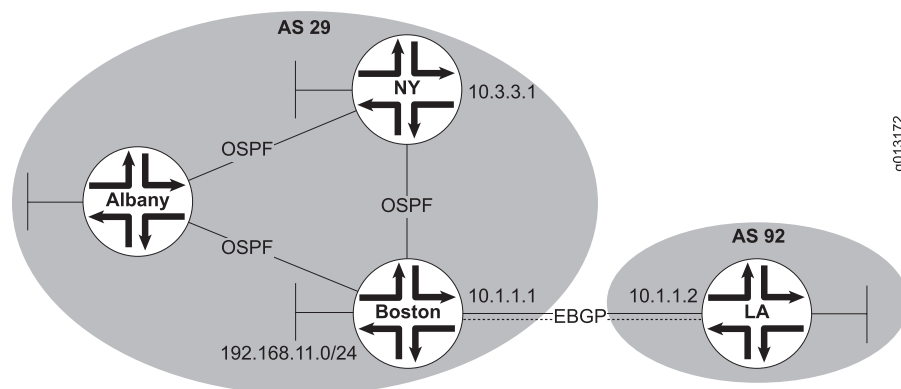 AS 29
NY
10.3.3.1
g013172
OSPF
Albany
OSPF
OSPF
AS 92
Boston
10.1.1.1
EBGP
10.1.1.2
LA
192.168.11.0/24